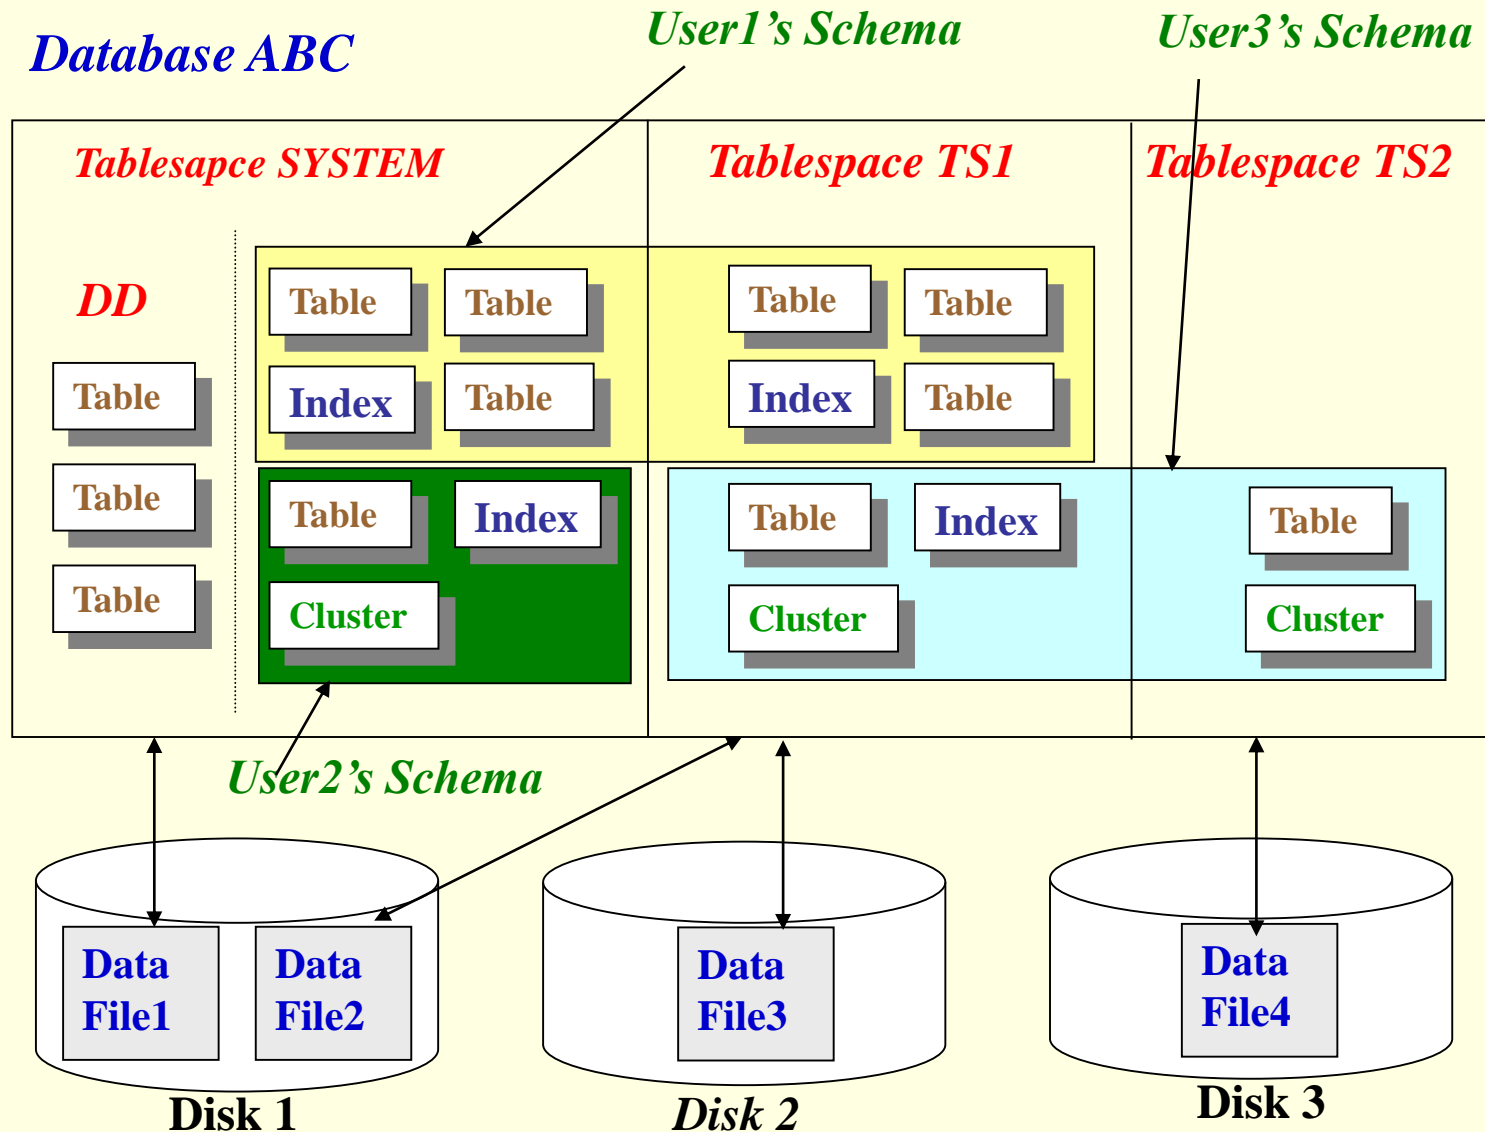 Database ABC
User1's Schema
User3's Schema
Tablesapce SYSTEM
Tablespace TS1
Tablespace TS2
DD
Table
Table
Table
Table
Table
Index
Table
Table
Table
Index
Table
Table
Index
Cluster
Table
Index
Cluster
Table
Cluster
User2's Schema
Data
File1
Data
File2
Data
File3
Data
File4
Disk 1
Disk 2
Disk 3